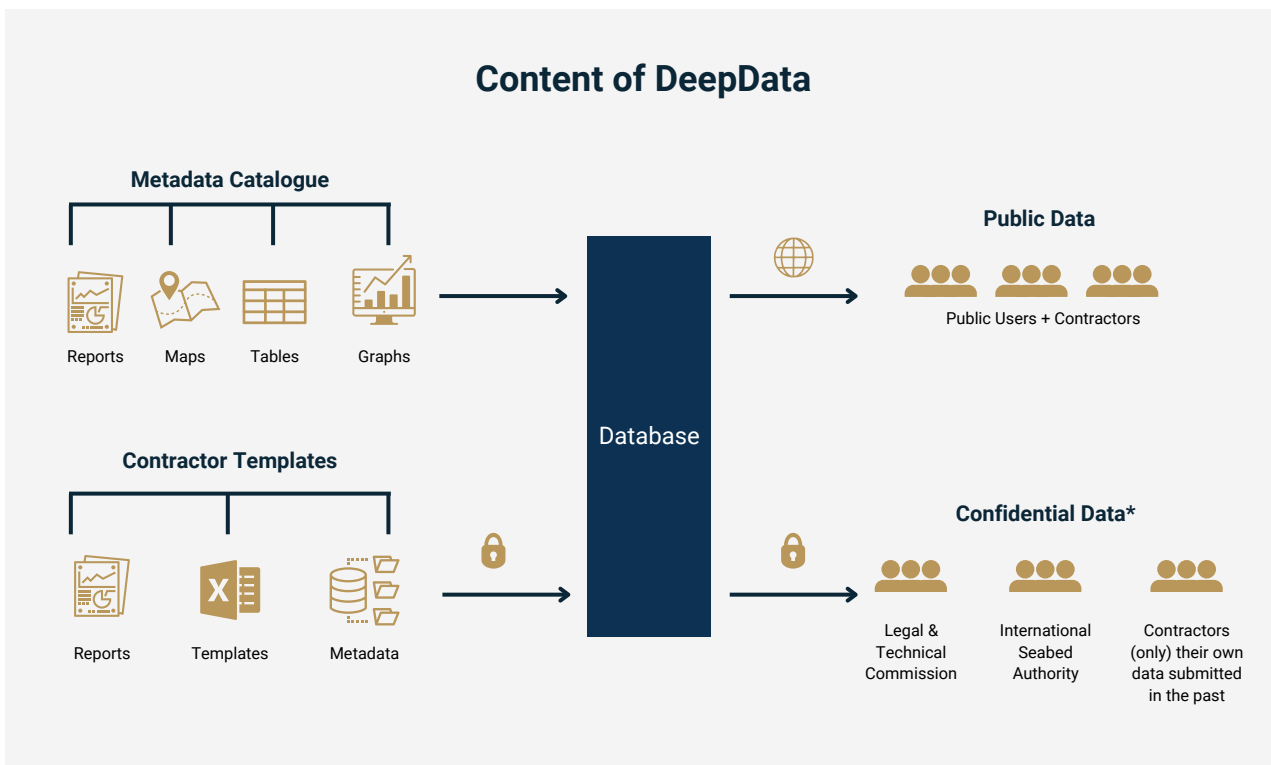 Content of DeepData
Metadata Catalogue
Reports
Maps
Tables
Graphs
Contractor Templates
X
Reports
Templates
Metadata
Database
Public Data
Public Users + Contractors
Confidential Data*
Legal &
Technical
Commission
International
Seabed
Authority
Contractors
(only) their own
data submitted
in the past